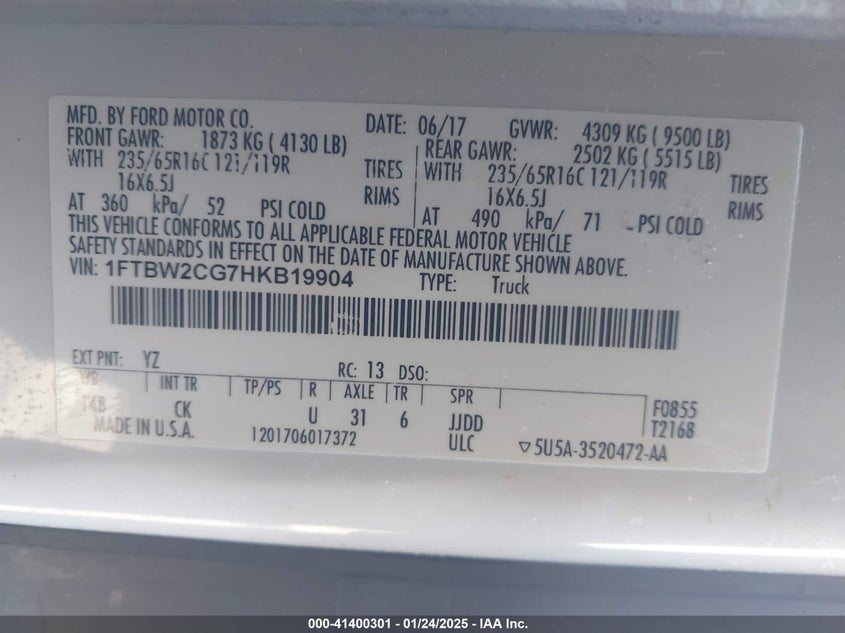 MFD. BY FORD MOTOR CO. DATE: 06/17 GVWR: 4309 KG ( 9500 LB)
FRONT GAWR: 1873 KG ( 4130 LB) REAR GAWR: 2502 KG ( 5515 LB)
WITH 235/65R16C 121/119R TIRES WITH 235/65R16C 121/119R TIRES
16X6.5J RIMS 16X6.5J RIMS
AT 360 kPa/ 52 PSI COLD AT 490 kPa/ 71 PSI COLD
THIS VEHICLE CONFORMS TO ALL APPLICABLE FEDERAL MOTOR VEHICLE
SAFETY STANDARDS IN EFFECT ON THE DATE OF MANUFACTURE SHOWN ABOVE.
VIN: 1FTBW2CG7HKB19904 TYPE: Truck
EXT PNT: YZ RC: 13 DSO:
WB INT TR TP/PS R AXLE TR SPR F0855
CK U 31 6 JJDD T2168
MADE IN U.S.A. 1201706017372 ULC ▽5U5A-3520472-AA
000-41400301 - 01/24/2025 - IAA Inc.